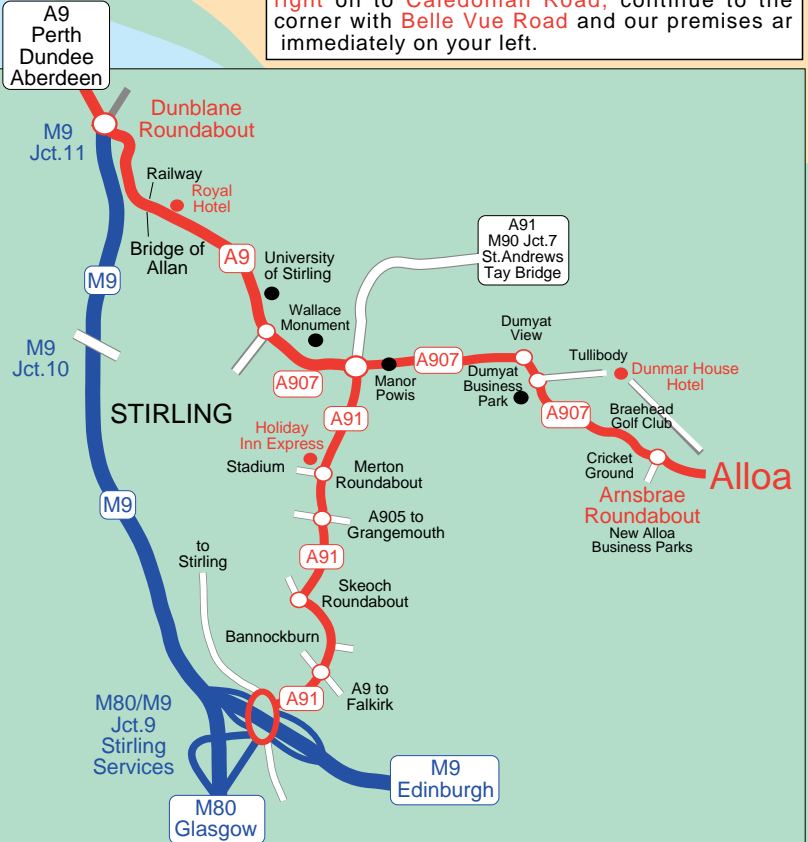 right on to Caledonian Road, continue to the
corner with Belle Vue Road and our premises ar
immediately on your left.
A9
Perth
Dundee
Aberdeen
Dunblane
Roundabout
M9
Jct.11
Railway
Royal
Hotel
Bridge of
Allan
A9
University
of Stirling
A91
M90 Jct.7
St.Andrews
Tay Bridge
M9
Wallace
Monument
Dumyat
View
M9
Jct.10
A907
Manor
Powis
A907
Dumyat
Business
Park
Tullibody
Dunmar House
Hotel
STIRLING
A91
A907
Braehead
Golf Club
Holiday
Inn Express
Stadium
Merton
Roundabout
Cricket
Ground
Alloa
Arnsbrae
Roundabout
New Alloa
Business Parks
M9
A905 to
Grangemouth
to
Stirling
A91
Skeoch
Roundabout
Bannockburn
A9 to
Falkirk
A91
M80/M9
Jct.9
Stirling
Services
M9
Edinburgh
M80
Glasgow